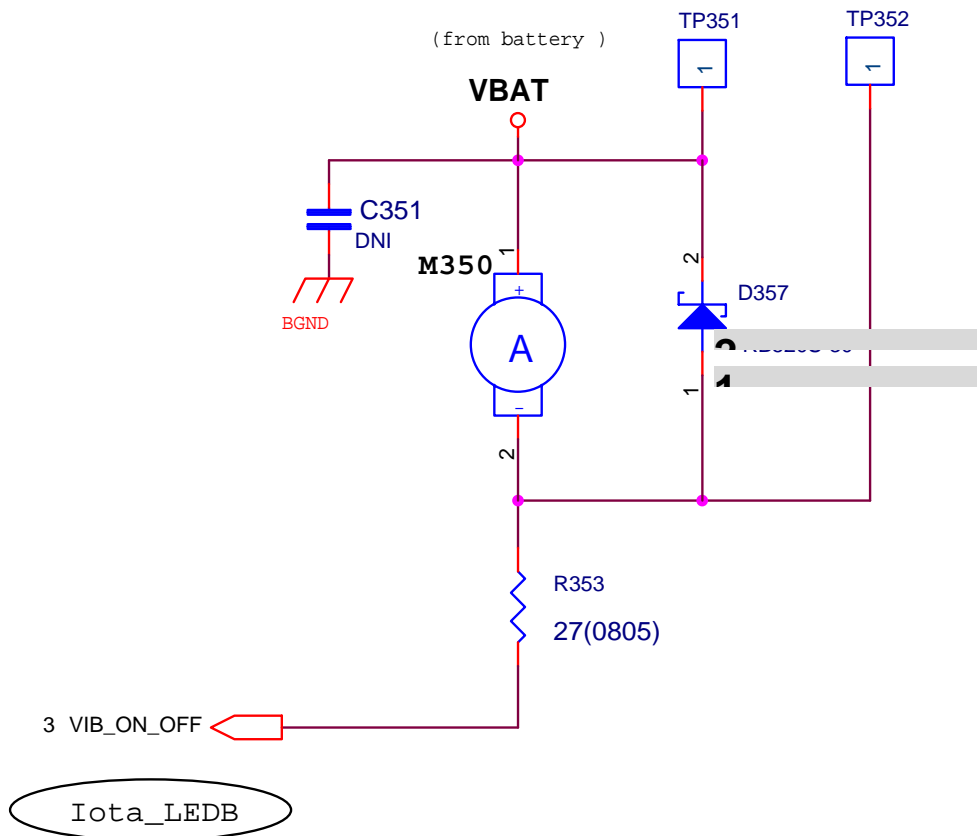 TP351
TP352
(from battery )
1
1
VBAT
C351
DNI
1
2
M350
+
D357
BGND
A
1
-
2
R353
27(0805)
3 VIB_ON_OFF
Iota_LEDB